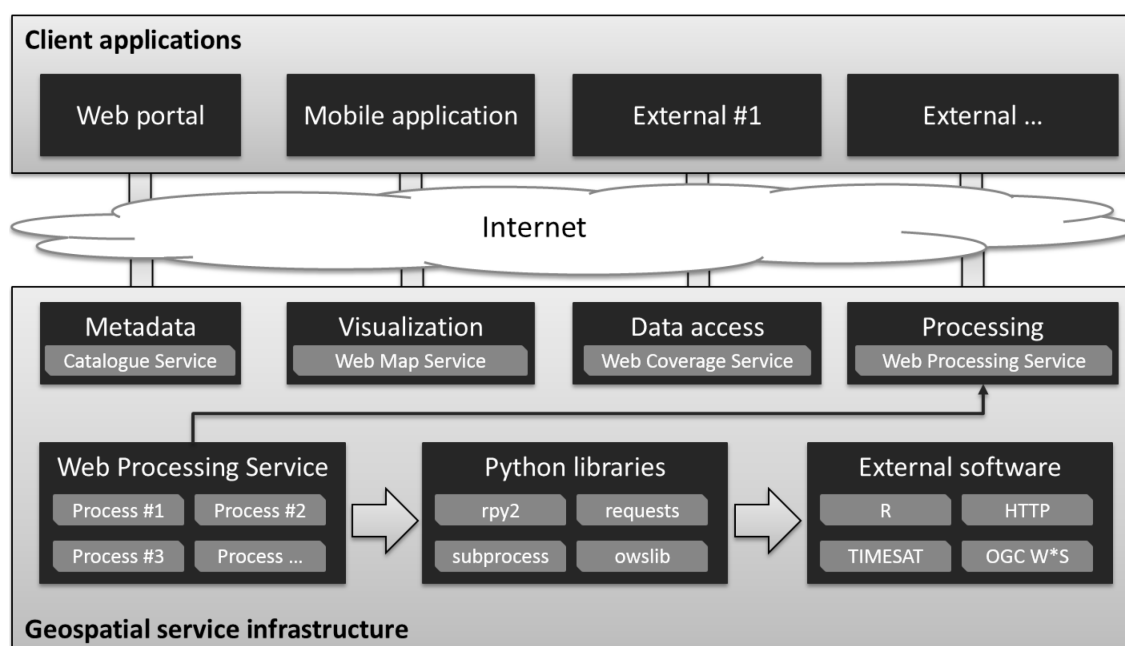 Client applications
Web portal
Mobile application
External #1
External ...
Internet
Metadata
Catalogue Service
Visualization
Web Map Service
Data access
Web Coverage Service
Processing
Web Processing Service
Web Processing Service
Process #1
Process #2
Process #3
Process ...
Python libraries
rpy2
requests
subprocess
owslib
External software
R
HTTP
TIMESAT
OGC W*S
Geospatial service infrastructure